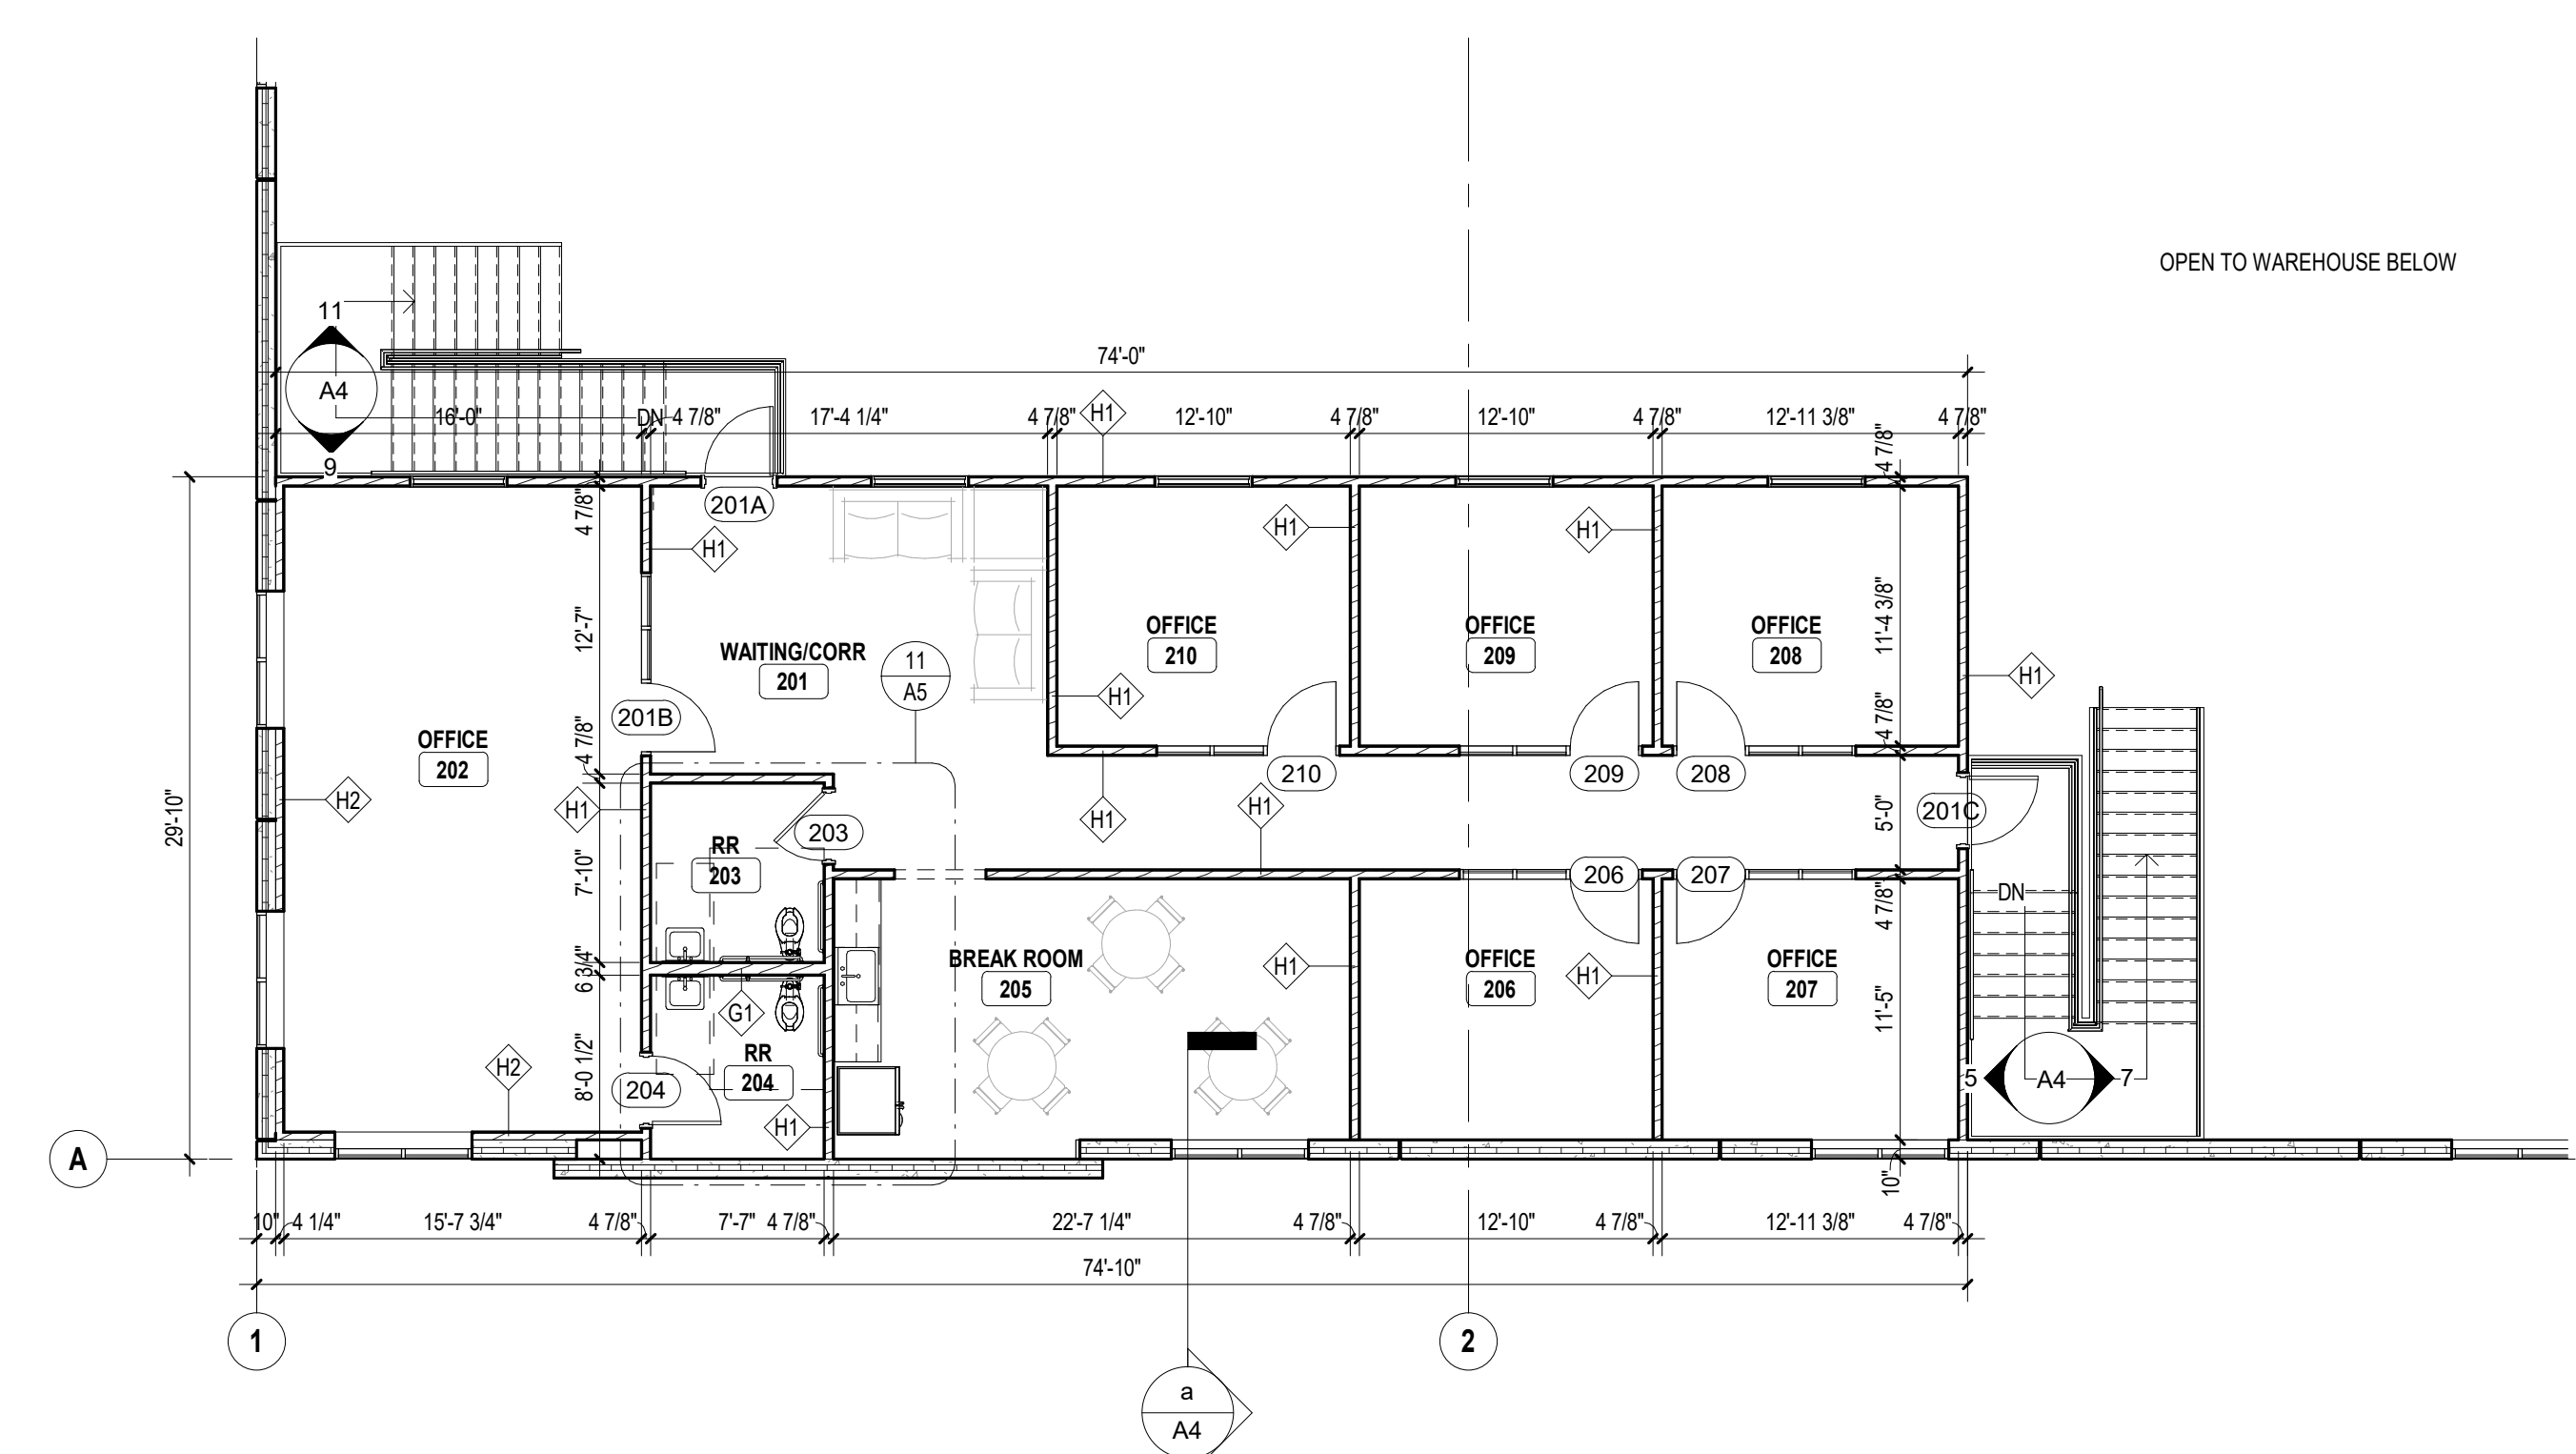 OPEN TO WAREHOUSE BELOW
11
A4
9
74'-0"
16'-0"
DN
4 7/8"
17'-4 1/4"
4 7/8"
H1
12'-10"
4 7/8"
12'-10"
4 7/8"
12'-11 3/8"
4 7/8"
4 7/8"
201A
4 7/8"
H1
H1
H1
12'-7"
WAITING/CORR
201
11
A5
OFFICE
210
OFFICE
209
OFFICE
208
11'-4 3/8"
H1
H1
201B
4 7/8"
4 7/8"
OFFICE
202
210
209
208
H2
H1
29'-10"
203
H1
H1
5'-0"
201C
RR
203
7'-10"
206
207
4 7/8"
DN
BREAK ROOM
205
H1
OFFICE
206
H1
OFFICE
207
6 3/4"
G1
11'-5"
RR
204
H2
8'-0 1/2"
204
H1
5
A4
7
A
10"
10"
4 1/4"
15'-7 3/4"
4 7/8"
7'-7"
4 7/8"
22'-7 1/4"
4 7/8"
12'-10"
4 7/8"
12'-11 3/8"
4 7/8"
74'-10"
1
2
a
A4